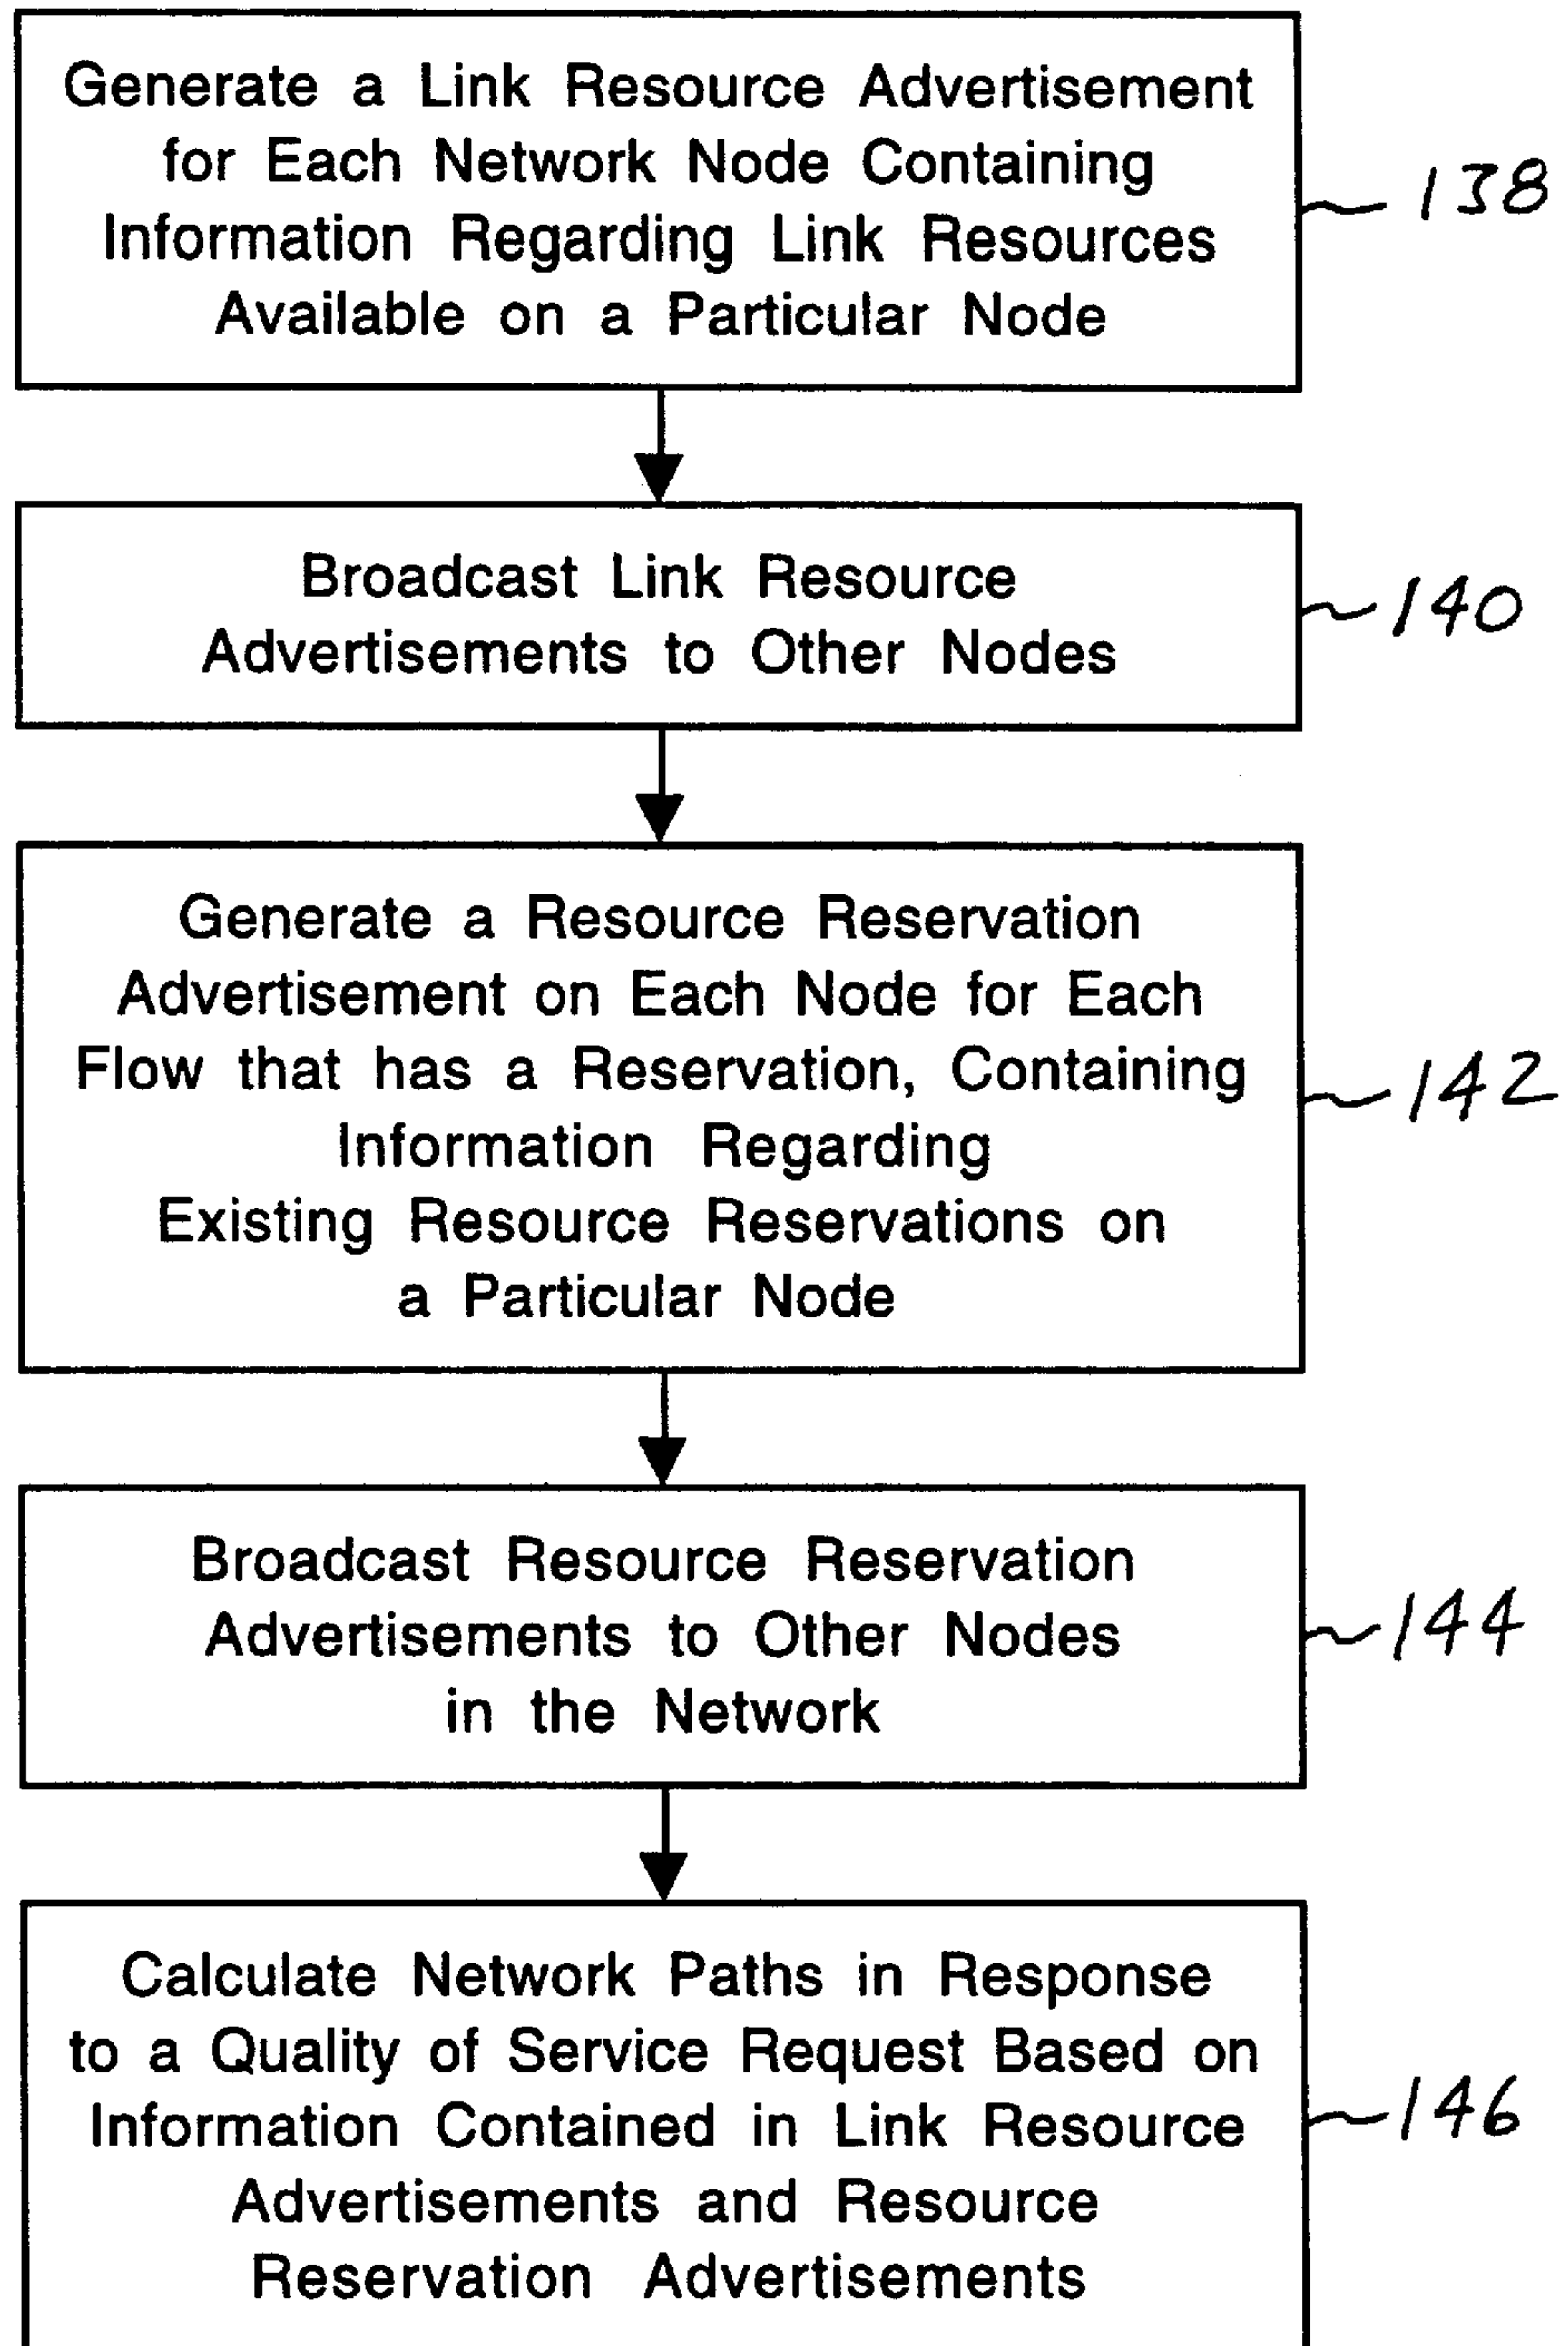 Generate a Link Resource Advertisement
for Each Network Node Containing
Information Regarding Link Resources
Available on a Particular Node
138
Broadcast Link Resource
Advertisements to Other Nodes
140
Generate a Resource Reservation
Advertisement on Each Node for Each
Flow that has a Reservation, Containing
Information Regarding
Existing Resource Reservations on
a Particular Node
142
Broadcast Resource Reservation
Advertisements to Other Nodes
in the Network
144
Calculate Network Paths in Response
to a Quality of Service Request Based on
Information Contained in Link Resource
Advertisements and Resource
Reservation Advertisements
146